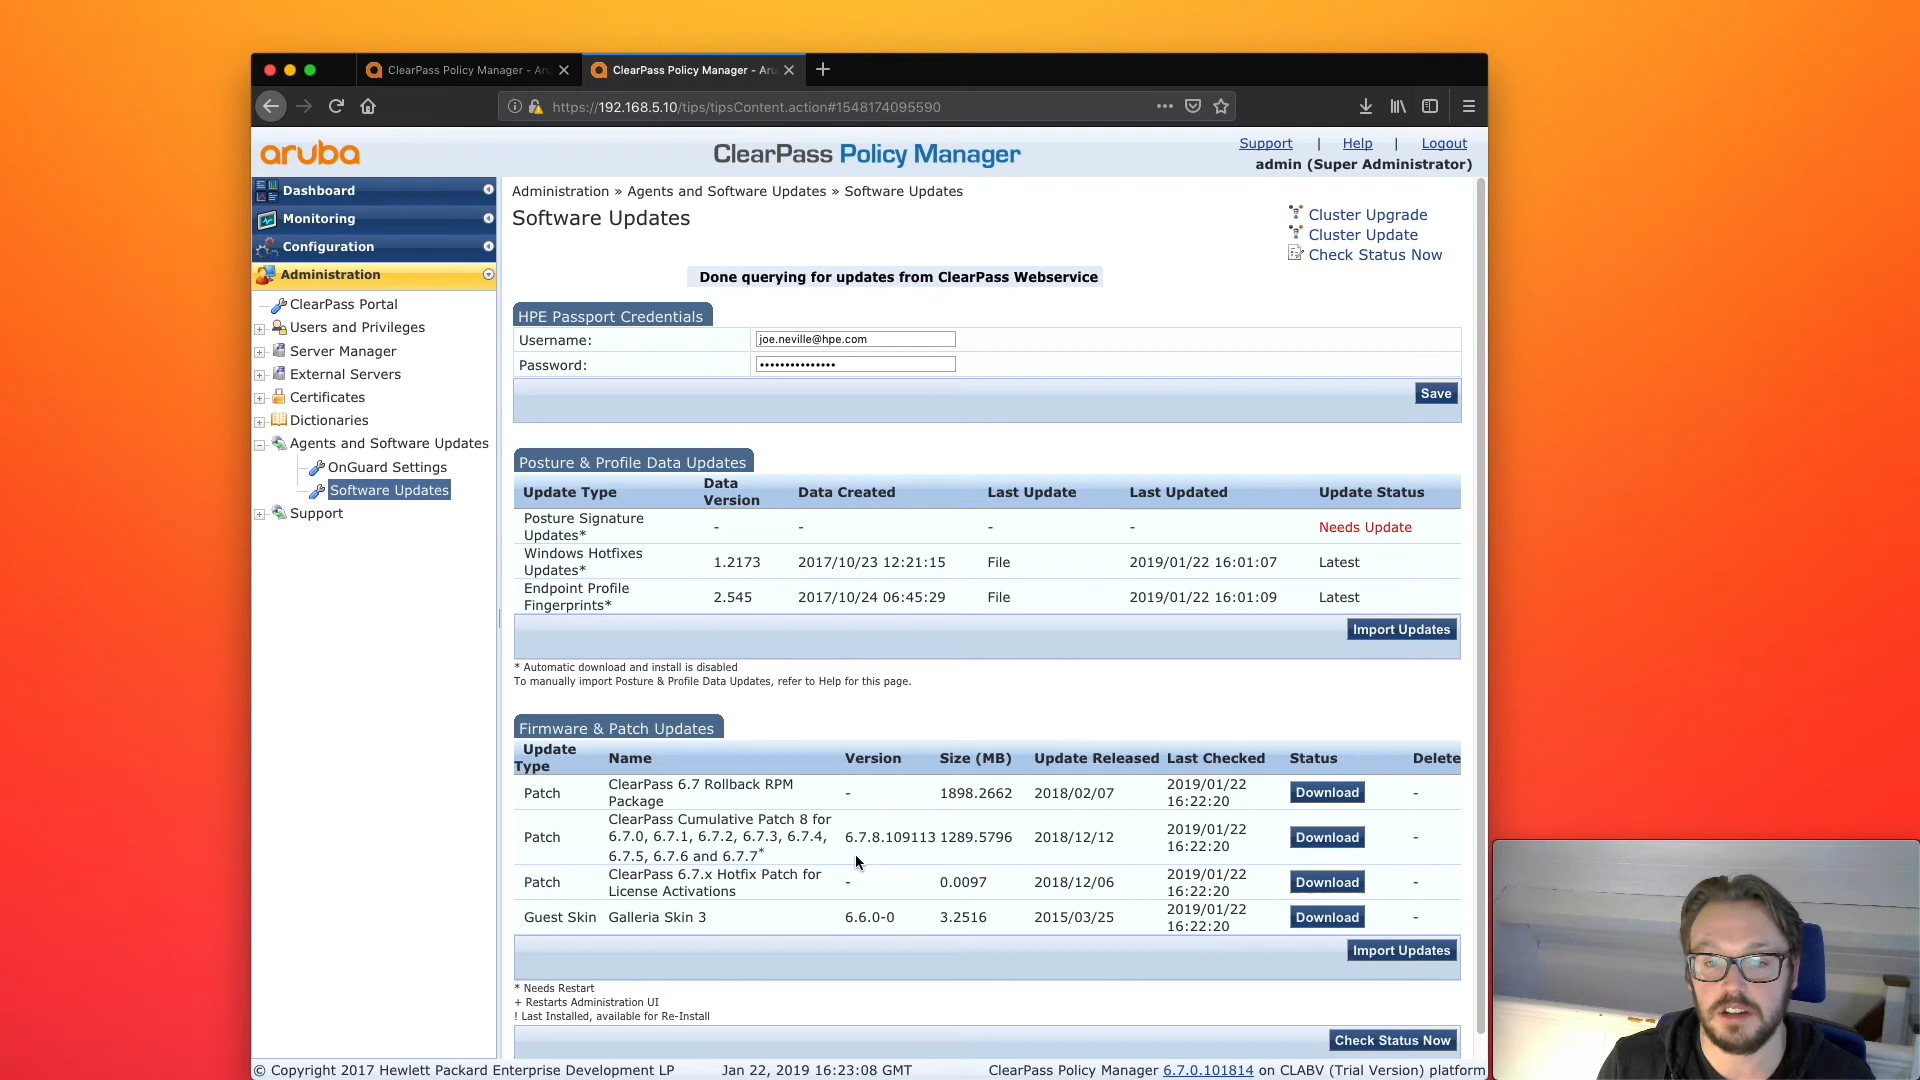 ClearPass Policy Manager - Aru
ClearPass Policy Manager - Aru
https://192.168.5.10/tips/tipsContent.action#1548174095590
aruba
ClearPass Policy Manager
Support | Help | Logout
admin (Super Administrator)
Dashboard
Monitoring
Configuration
Administration
ClearPass Portal
Users and Privileges
Server Manager
External Servers
Certificates
Dictionaries
Agents and Software Updates
OnGuard Settings
Software Updates
Support
Administration » Agents and Software Updates » Software Updates
Software Updates
Cluster Upgrade
Cluster Update
Check Status Now
Done querying for updates from ClearPass Webservice
HPE Passport Credentials
Username: joe.neville@hpe.com
Password: •••••••••••••••
Save
Posture & Profile Data Updates
Update Type Data Version Data Created Last Update Last Updated Update Status
Posture Signature Updates* - - - - Needs Update
Windows Hotfixes Updates* 1.2173 2017/10/23 12:21:15 File 2019/01/22 16:01:07 Latest
Endpoint Profile Fingerprints* 2.545 2017/10/24 06:45:29 File 2019/01/22 16:01:09 Latest
Import Updates
* Automatic download and install is disabled
To manually import Posture & Profile Data Updates, refer to Help for this page.
Firmware & Patch Updates
Update Type Name Version Size (MB) Update Released Last Checked Status Delete
Patch ClearPass 6.7 Rollback RPM Package - 1898.2662 2018/02/07 2019/01/22 16:22:20 Download -
Patch ClearPass Cumulative Patch 8 for 6.7.0, 6.7.1, 6.7.2, 6.7.3, 6.7.4, 6.7.5, 6.7.6 and 6.7.7* 6.7.8.109113 1289.5796 2018/12/12 2019/01/22 16:22:20 Download -
Patch ClearPass 6.7.x Hotfix Patch for License Activations - 0.0097 2018/12/06 2019/01/22 16:22:20 Download -
Guest Skin Galleria Skin 3 6.6.0-0 3.2516 2015/03/25 2019/01/22 16:22:20 Download -
Import Updates
* Needs Restart
+ Restarts Administration UI
! Last Installed, available for Re-Install
Check Status Now
© Copyright 2017 Hewlett Packard Enterprise Development LP Jan 22, 2019 16:23:08 GMT ClearPass Policy Manager 6.7.0.101814 on CLABV (Trial Version) platform